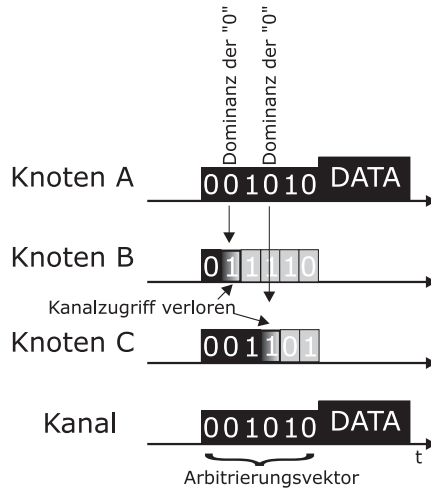 Dominanz der "0"
Dominanz der "0"
Knoten A
001010
DATA
Knoten B
011110
Kanalzugriff verloren
Knoten C
001101
Kanal
001010
DATA
t
Arbitrierungsvektor